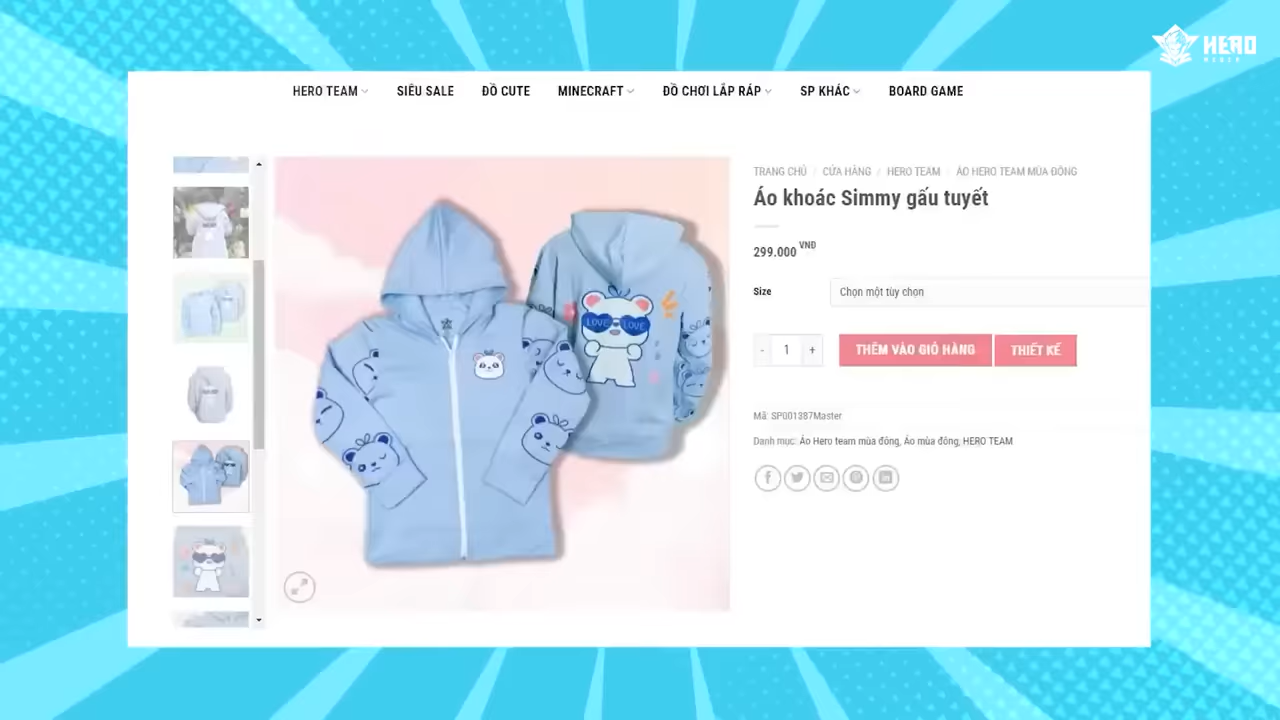 HERO
HERO TEAM
SIÊU SALE
ĐỒ CUTE
MINECRAFT
ĐỒ CHƠI LẮP RÁP
SP KHÁC
BOARD GAME
TRANG CHỦ / CỬA HÀNG / HERO TEAM / ÁO HERO TEAM MÙA ĐÔNG
Áo khoác Simmy gấu tuyết
299.000 VNĐ
Size
Chọn một tùy chọn
- 1 +
THÊM VÀO GIỎ HÀNG
THIẾT KẾ
Mã: SP001387Master
Danh mục: Áo Hero team mùa đông, Áo mùa đông, HERO TEAM
LOVE LOVE